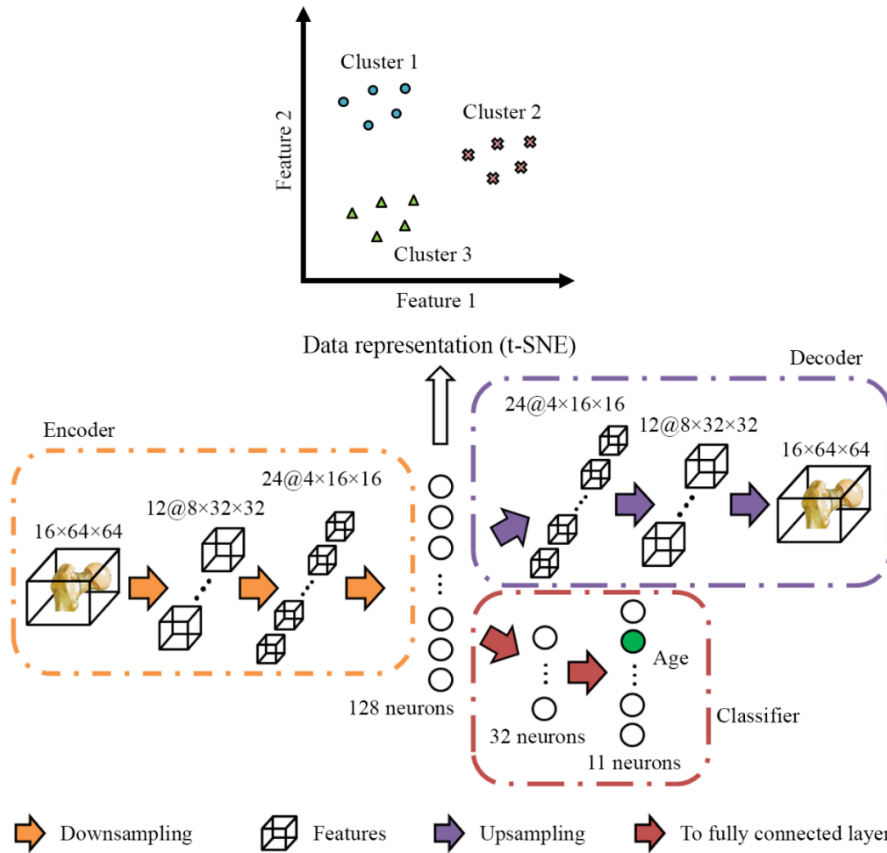 Cluster 1
Cluster 2
Feature 2
Cluster 3
Feature 1
Data representation (t-SNE)
Decoder
24@4×16×16
12@8×32×32
16×64×64
Encoder
24@4×16×16
12@8×32×32
16×64×64
128 neurons
Age
32 neurons
Classifier
11 neurons
Downsampling
Features
Upsampling
To fully connected layer